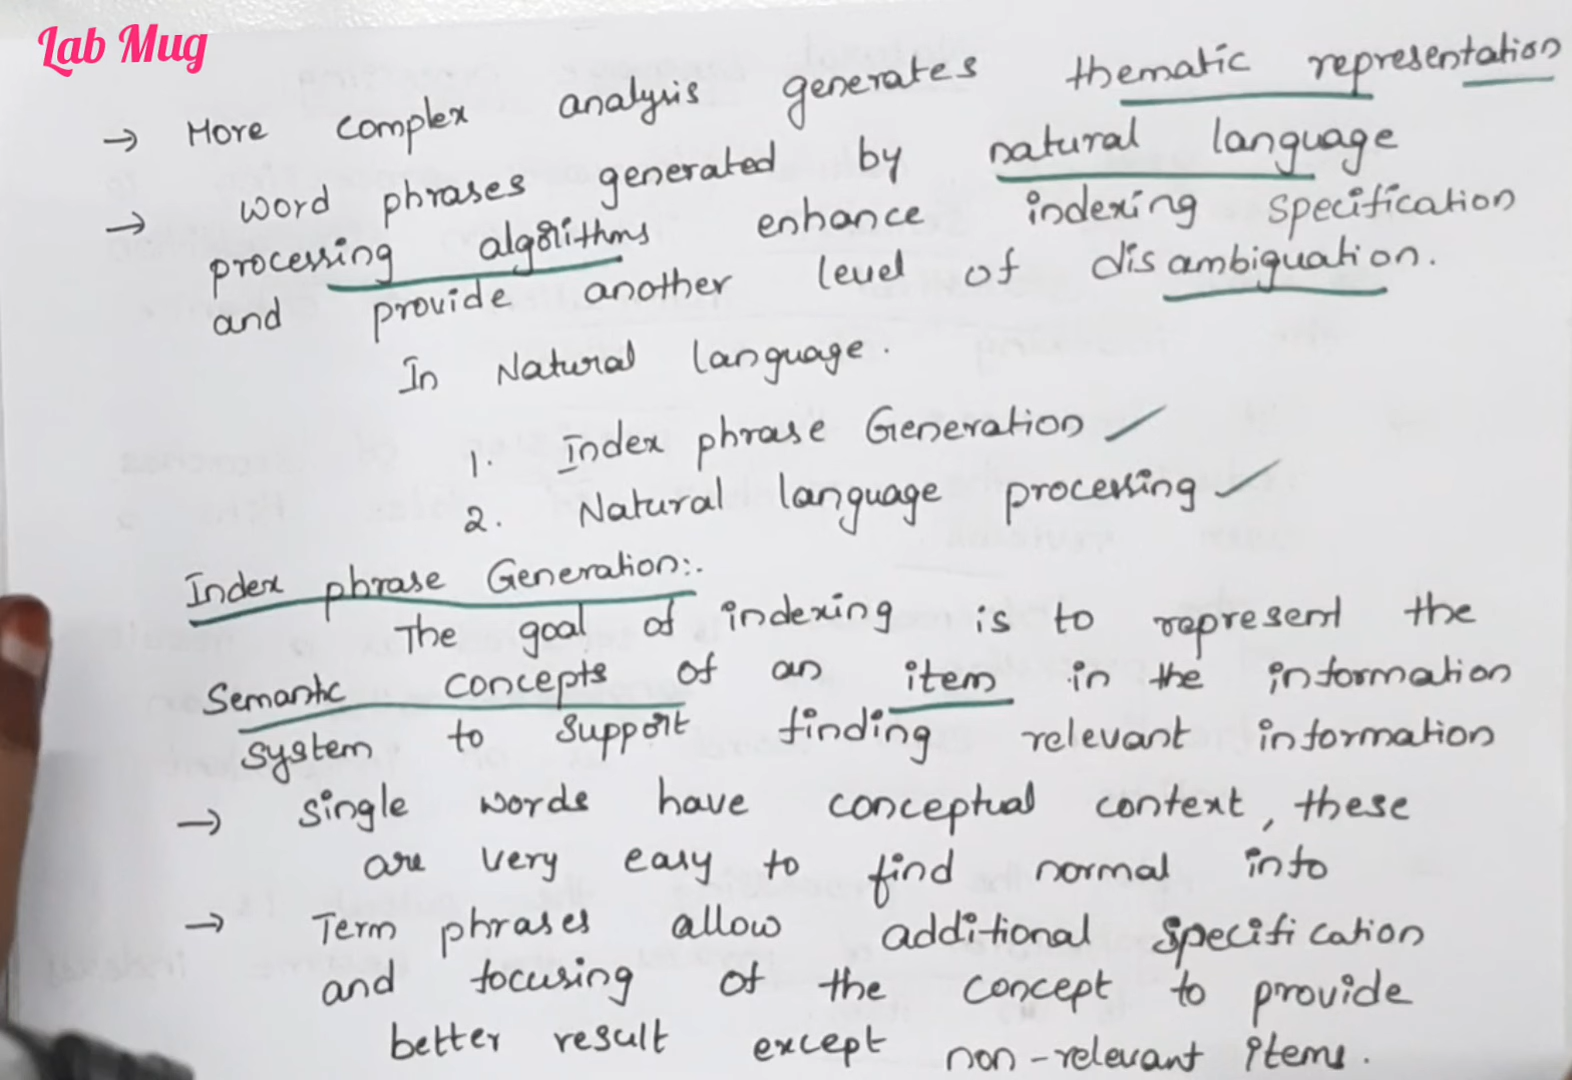 Lab Mug
→ More complex analysis generates thematic representation
→ word phrases generated by natural language
processing algorithms enhance indexing specification
and provide another level of disambiguation.
In Natural language.
1. Index phrase Generation ✓
2. Natural language processing ✓
Index phrase Generation:.
The goal of indexing is to represent the
Semantic concepts of an item in the information
system to support finding relevant information
→ single words have conceptual context, these
are very easy to find normal info
→ Term phrases allow additional specification
and focusing of the concept to provide
better result except non-relevant items.